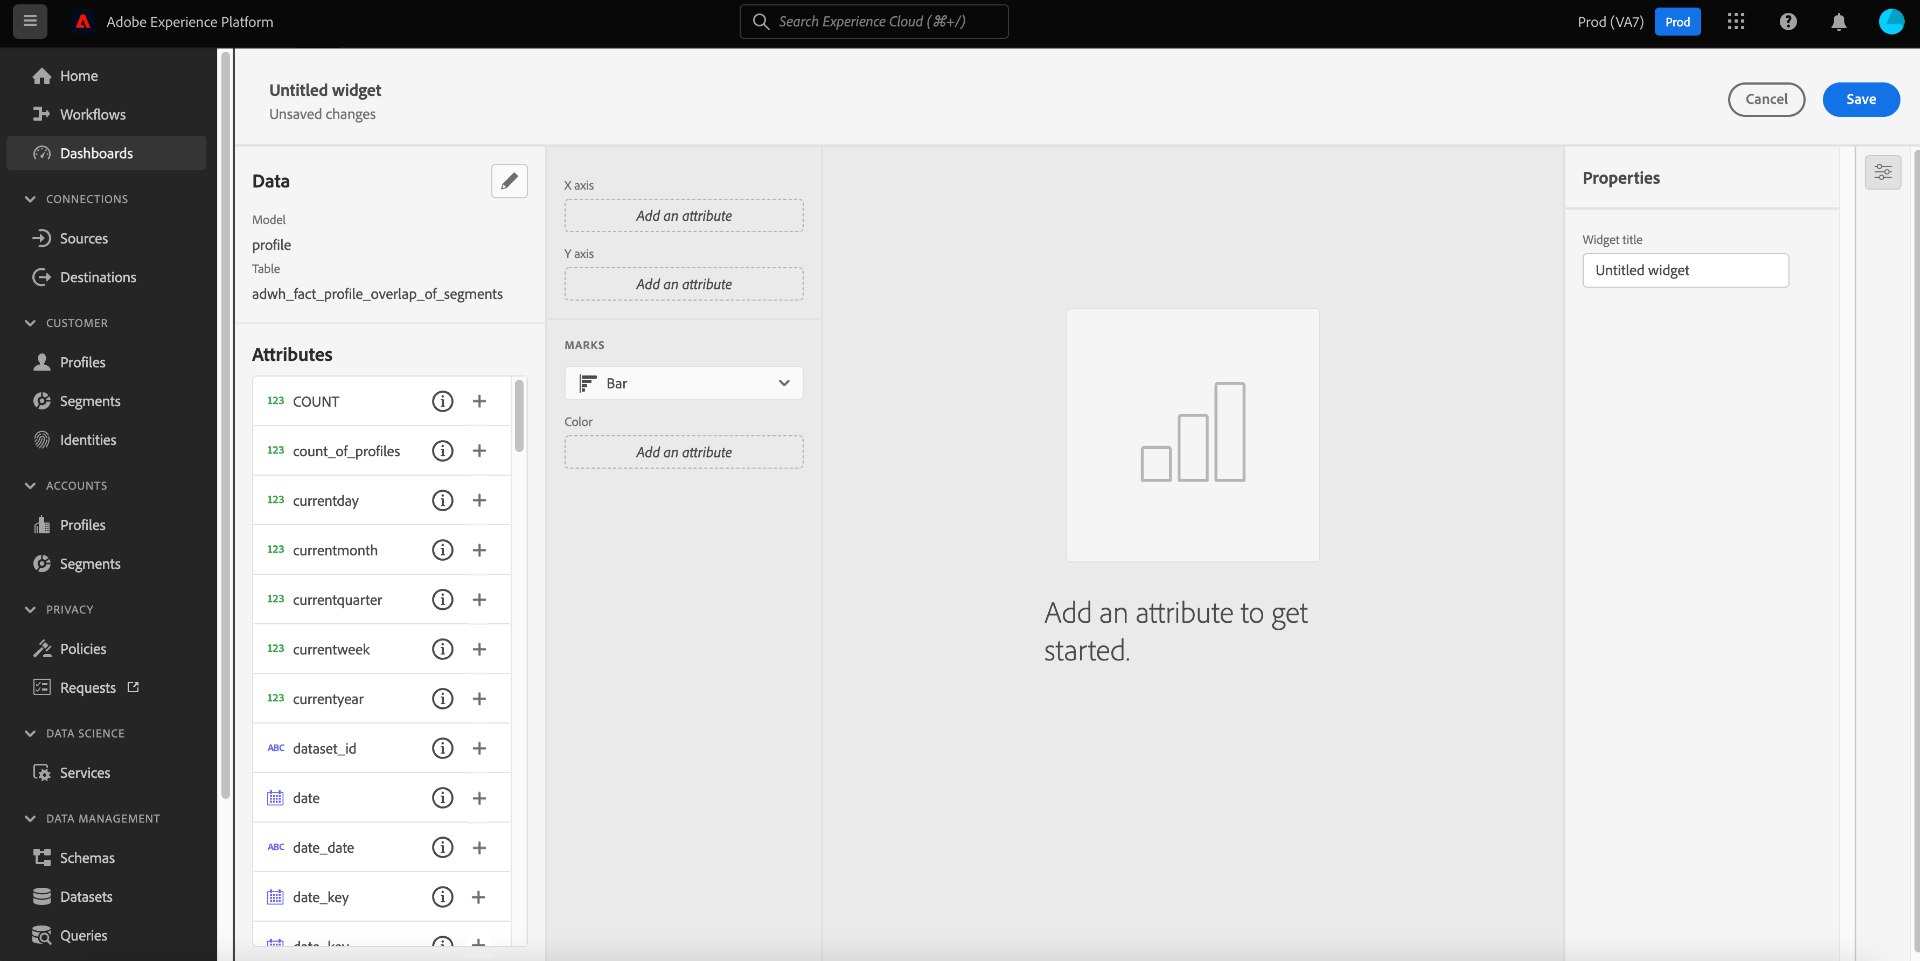 Adobe Experience Platform
Search Experience Cloud (⌘+/)
Prod (VA7)
Prod
Home
Workflows
Dashboards
CONNECTIONS
Sources
Destinations
CUSTOMER
Profiles
Segments
Identities
ACCOUNTS
Profiles
Segments
PRIVACY
Policies
Requests
DATA SCIENCE
Services
DATA MANAGEMENT
Schemas
Datasets
Queries
Untitled widget
Unsaved changes
Cancel
Save
Data
Model
profile
Table
adwh_fact_profile_overlap_of_segments
Attributes
123 COUNT
123 count_of_profiles
123 currentday
123 currentmonth
123 currentquarter
123 currentweek
123 currentyear
ABC dataset_id
date
ABC date_date
date_key
date_key
X axis
Add an attribute
Y axis
Add an attribute
MARKS
Bar
Color
Add an attribute
Add an attribute to get
started.
Properties
Widget title
Untitled widget